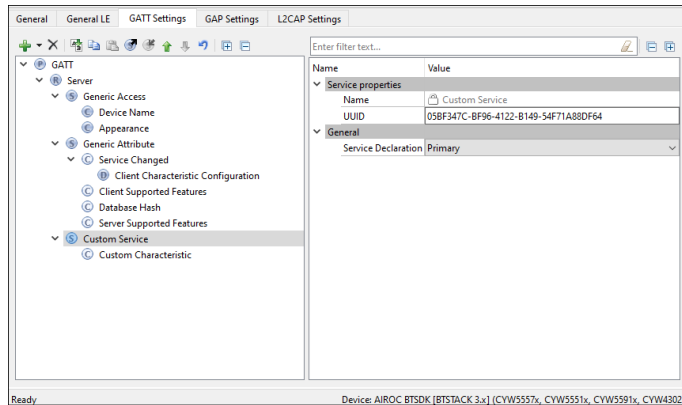 General General LE GATT Settings GAP Settings L2CAP Settings
Enter filter text...
GATT
Server
Generic Access
Device Name
Appearance
Generic Attribute
Service Changed
Client Characteristic Configuration
Client Supported Features
Database Hash
Server Supported Features
Custom Service
Custom Characteristic
Name Value
Service properties
Name Custom Service
UUID 05BF347C-BF96-4122-B149-54F71A88DF64
General
Service Declaration Primary
Ready Device: AIROC BTSDK [BTSTACK 3.x] (CYW5557x, CYW5551x, CYW5591x, CYW4302